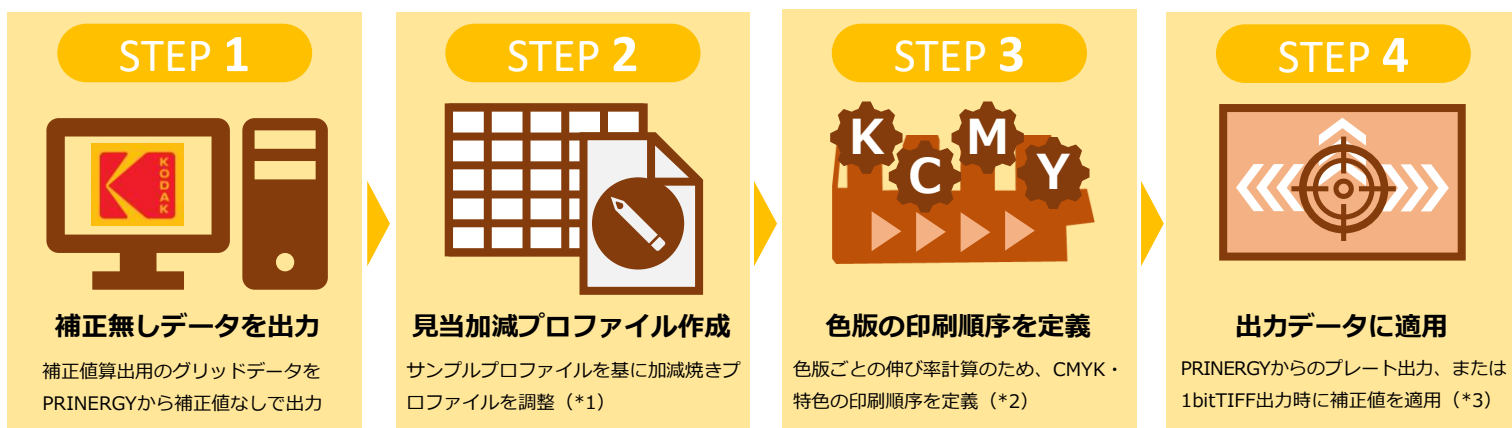 STEP 1
KODAK
補正無しデータを出力
補正値算出用のグリッドデータを
PRINERGYから補正値なしで出力
STEP 2
見当加減プロファイル作成
サンプルプロファイルを基に加減焼きプ
ロファイルを調整（*1）
STEP 3
K
C
M
Y
色版の印刷順序を定義
色版ごとの伸び率計算のため、CMYK・
特色の印刷順序を定義（*2）
STEP 4
出力データに適用
PRINERGYからのプレート出力、または
1bitTIFF出力時に補正値を適用（*3）